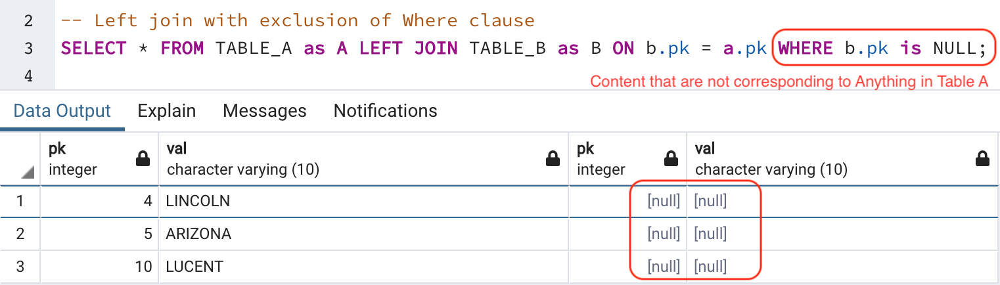 2 -- Left join with exclusion of Where clause
3 SELECT * FROM TABLE_A as A LEFT JOIN TABLE_B as B ON b.pk = a.pk WHERE b.pk is NULL;
4
Content that are not corresponding to Anything in Table A
Data Output Explain Messages Notifications
pk val pk val
integer character varying (10) integer character varying (10)
1 4 LINCOLN [null] [null]
2 5 ARIZONA [null] [null]
3 10 LUCENT [null] [null]